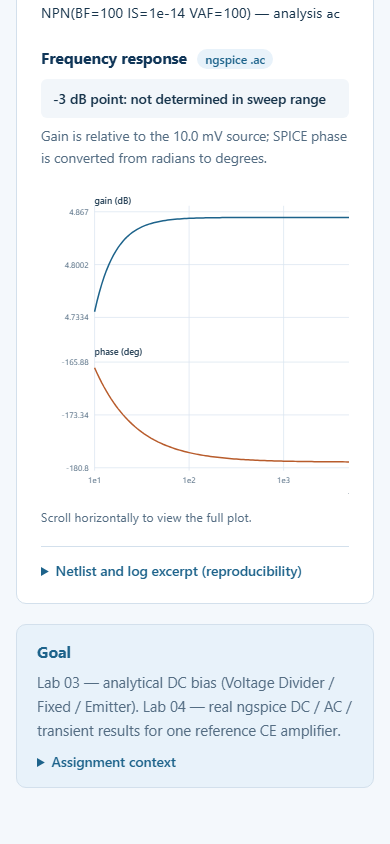 NPN(BF=100 IS=1e-14 VAF=100) — analysis ac
Frequency response ngspice .ac
-3 dB point: not determined in sweep range
Gain is relative to the 10.0 mV source; SPICE phase
is converted from radians to degrees.
gain (dB)
4.867
4.8002
4.7334
phase (deg)
-165.88
-173.34
-180.8
1e1 1e2 1e3
Scroll horizontally to view the full plot.
▶ Netlist and log excerpt (reproducibility)
Goal
Lab 03 — analytical DC bias (Voltage Divider /
Fixed / Emitter). Lab 04 — real ngspice DC / AC /
transient results for one reference CE amplifier.
▶ Assignment context